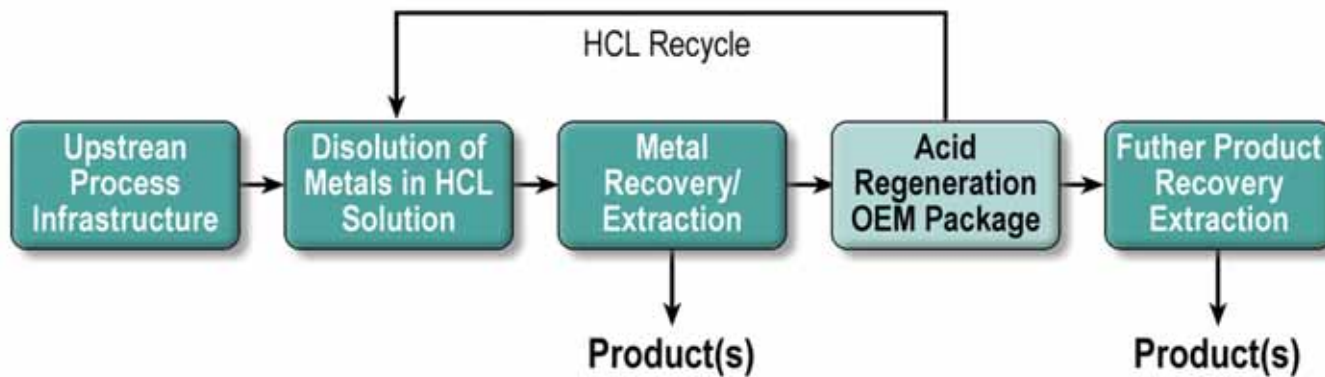 HCL Recycle
Upstrean
Process
Infrastructure
Disolution of
Metals in HCL
Solution
Metal
Recovery/
Extraction
Acid
Regeneration
OEM Package
Futher Product
Recovery
Extraction
Product(s)
Product(s)